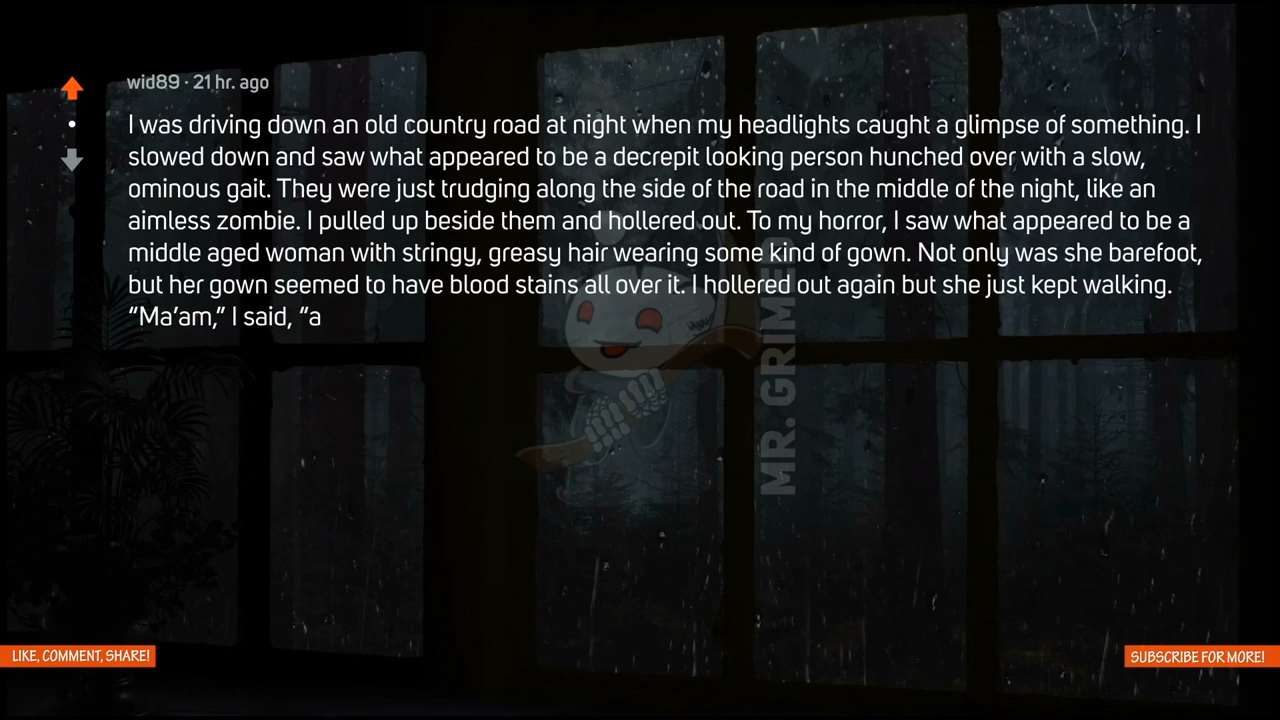 wid89 · 21 hr. ago
I was driving down an old country road at night when my headlights caught a glimpse of something. I
slowed down and saw what appeared to be a decrepit looking person hunched over with a slow,
ominous gait. They were just trudging along the side of the road in the middle of the night, like an
aimless zombie. I pulled up beside them and hollered out. To my horror, I saw what appeared to be a
middle aged woman with stringy, greasy hair wearing some kind of gown. Not only was she barefoot,
but her gown seemed to have blood stains all over it. I hollered out again but she just kept walking.
“Ma’am,” I said, “a
MR. GRIMES
LIKE, COMMENT, SHARE!
SUBSCRIBE FOR MORE!